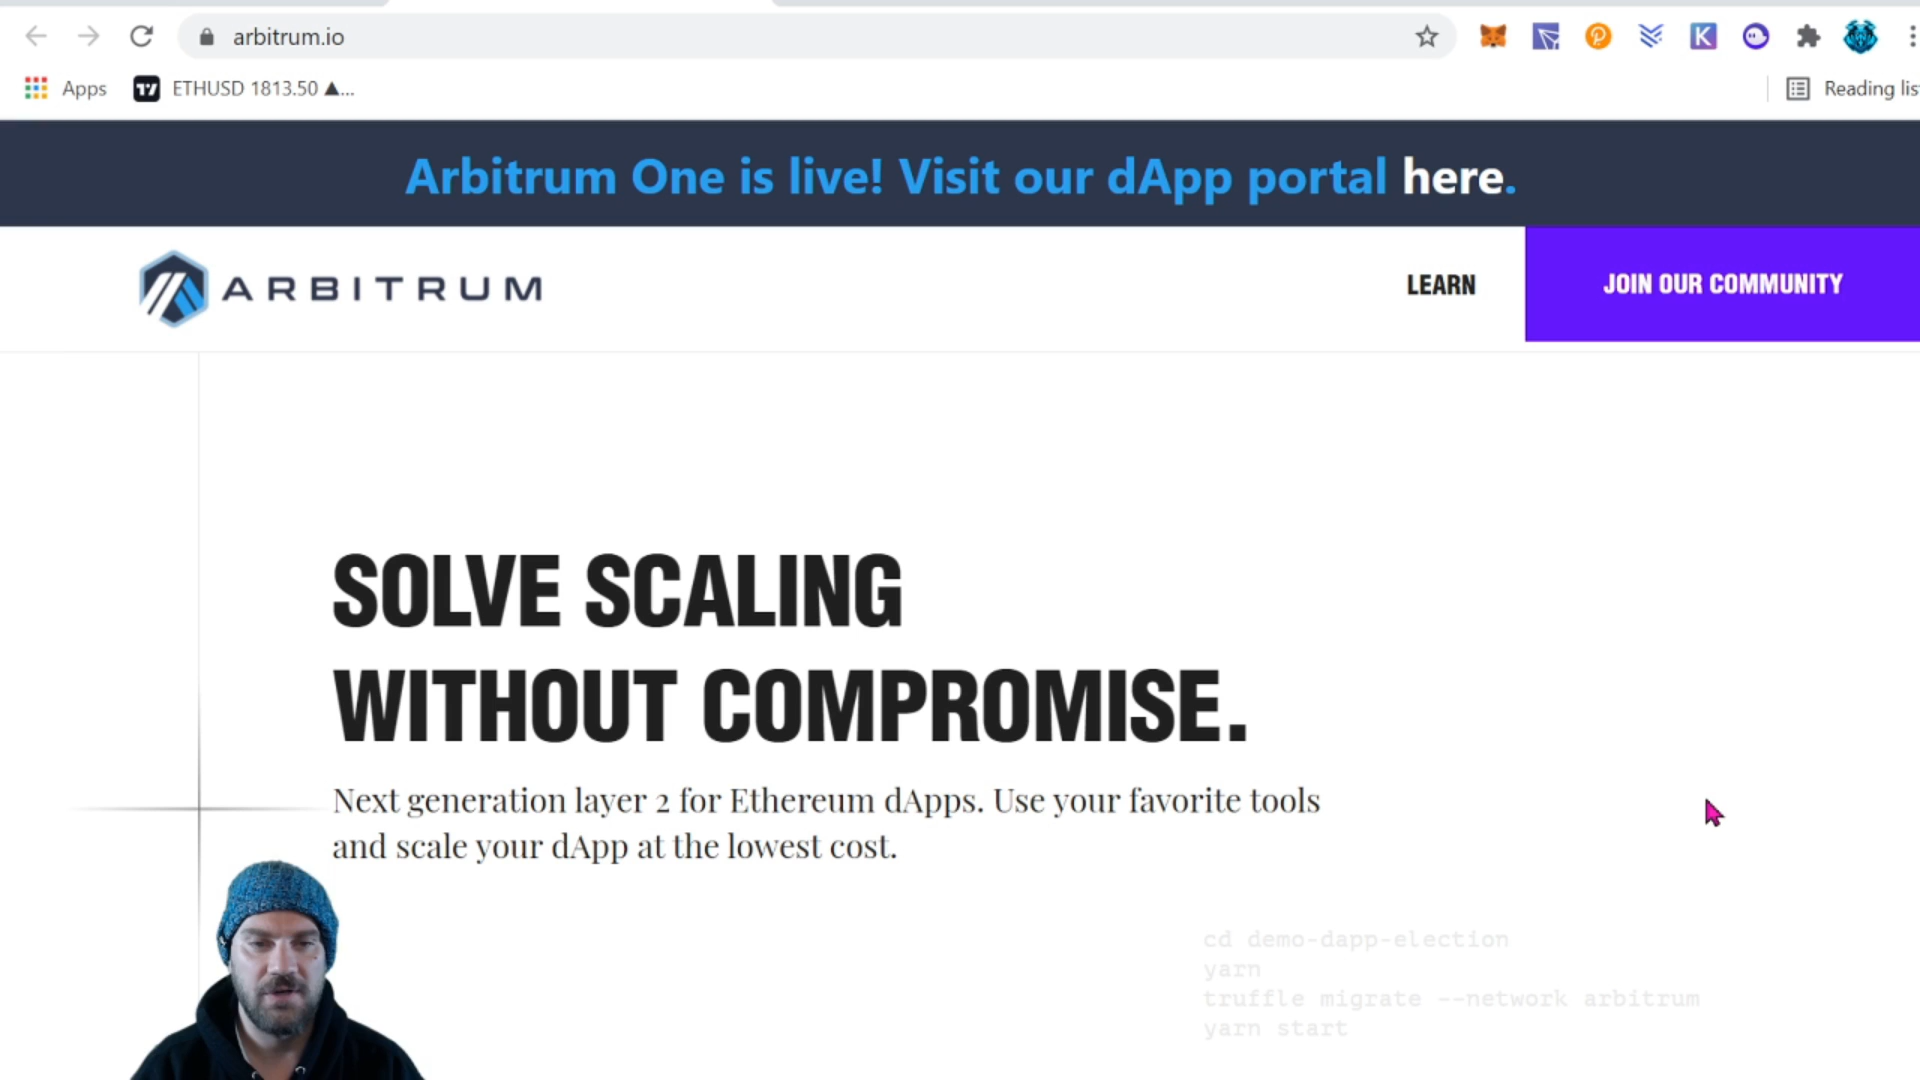 arbitrum.io
Apps
ETHUSD 1813.50 ▲...
Reading lis
Arbitrum One is live! Visit our dApp portal here.
ARBITRUM
LEARN
JOIN OUR COMMUNITY
SOLVE SCALING
WITHOUT COMPROMISE.
Next generation layer 2 for Ethereum dApps. Use your favorite tools
and scale your dApp at the lowest cost.
cd demo-dapp-election
yarn
truffle migrate --network arbitrum
yarn start